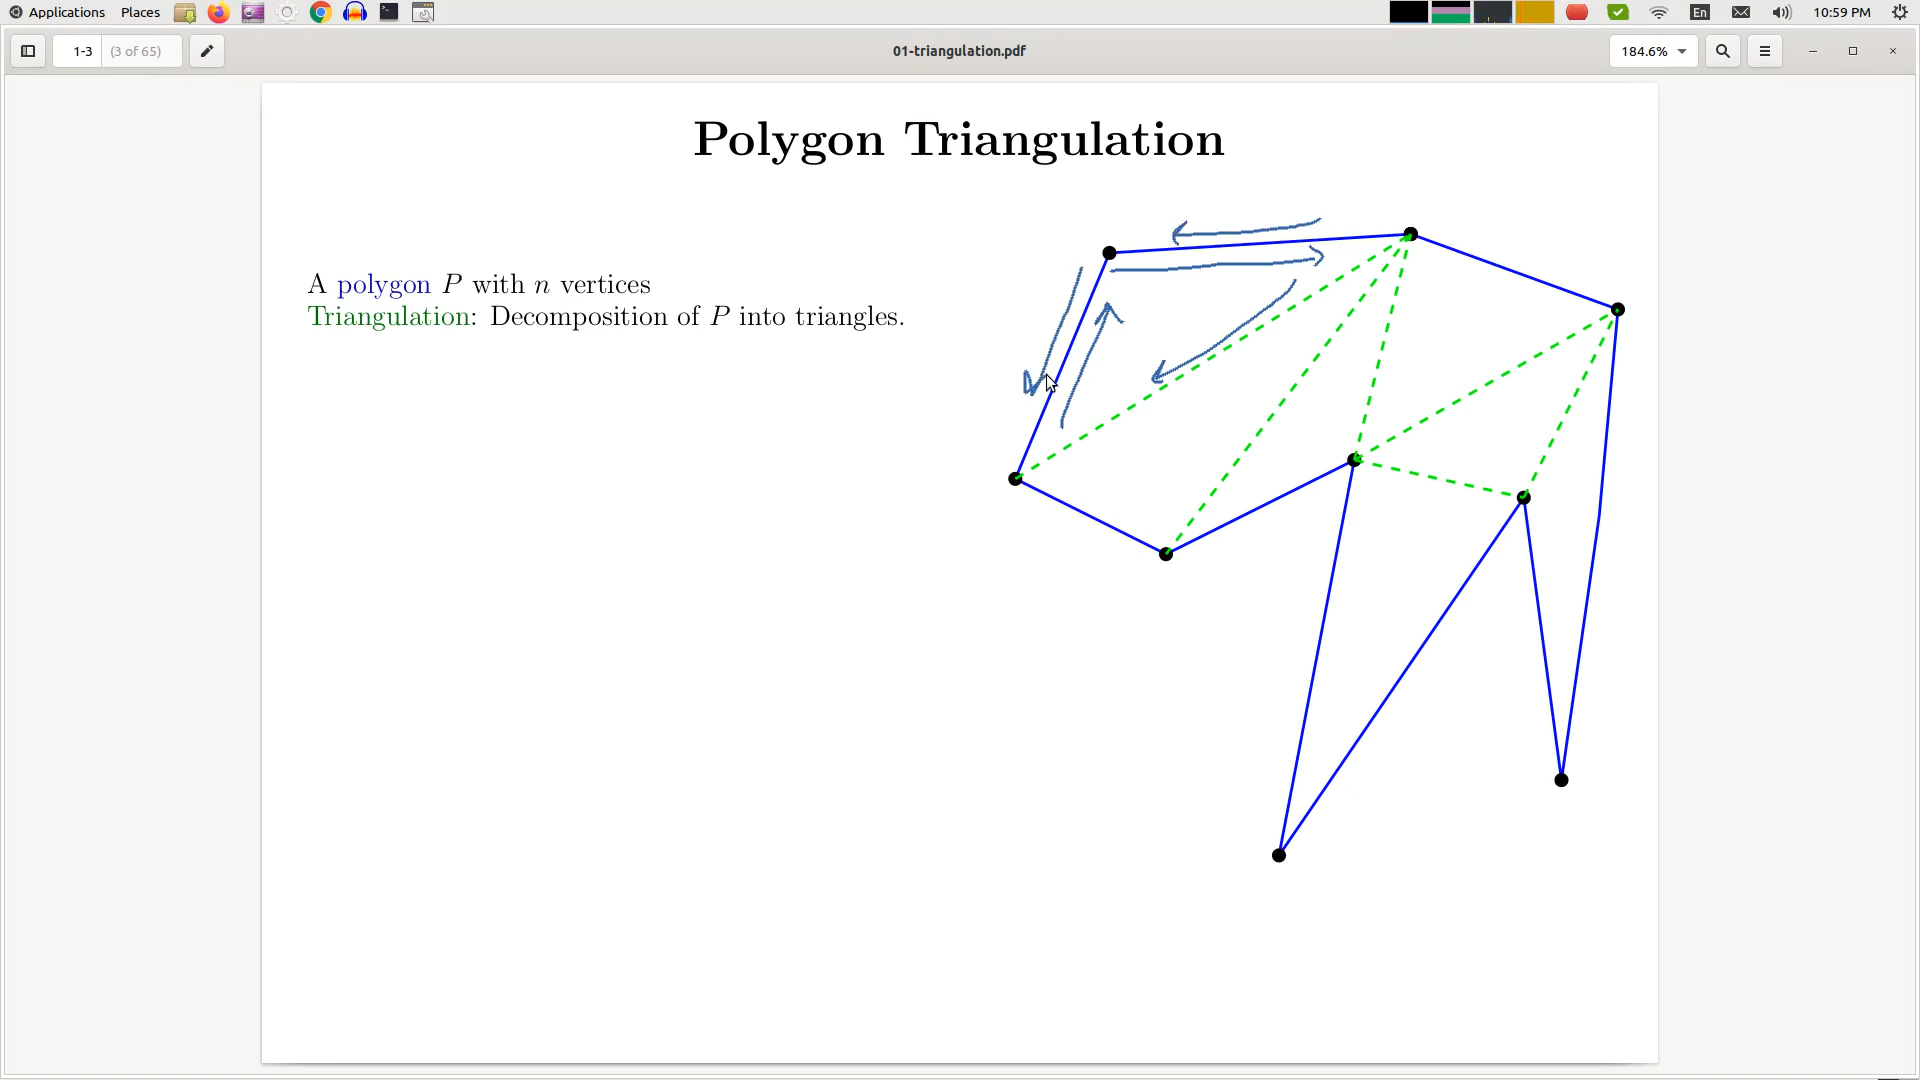 Applications Places En 10:59 PM
1-3 (3 of 65) 01-triangulation.pdf 184.6%
Polygon Triangulation
A polygon P with n vertices
Triangulation: Decomposition of P into triangles.